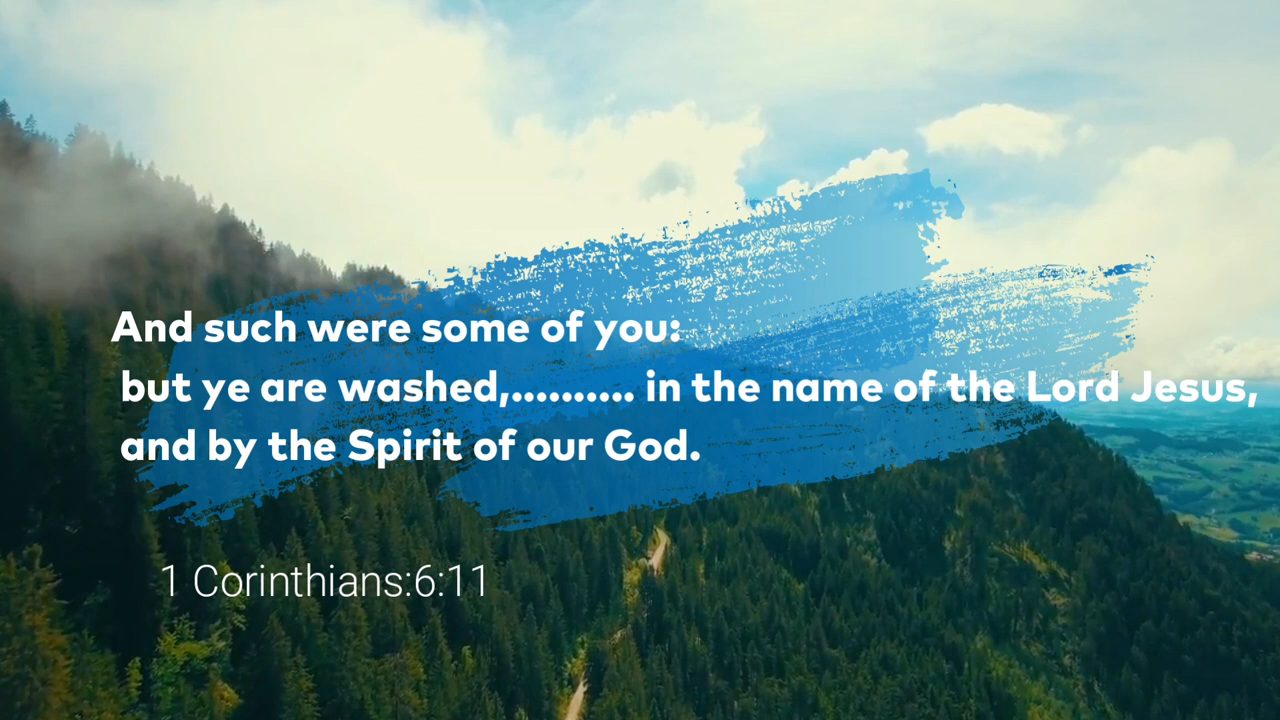 And such were some of you:
but ye are washed,.......... in the name of the Lord Jesus,
and by the Spirit of our God.
1 Corinthians:6:11